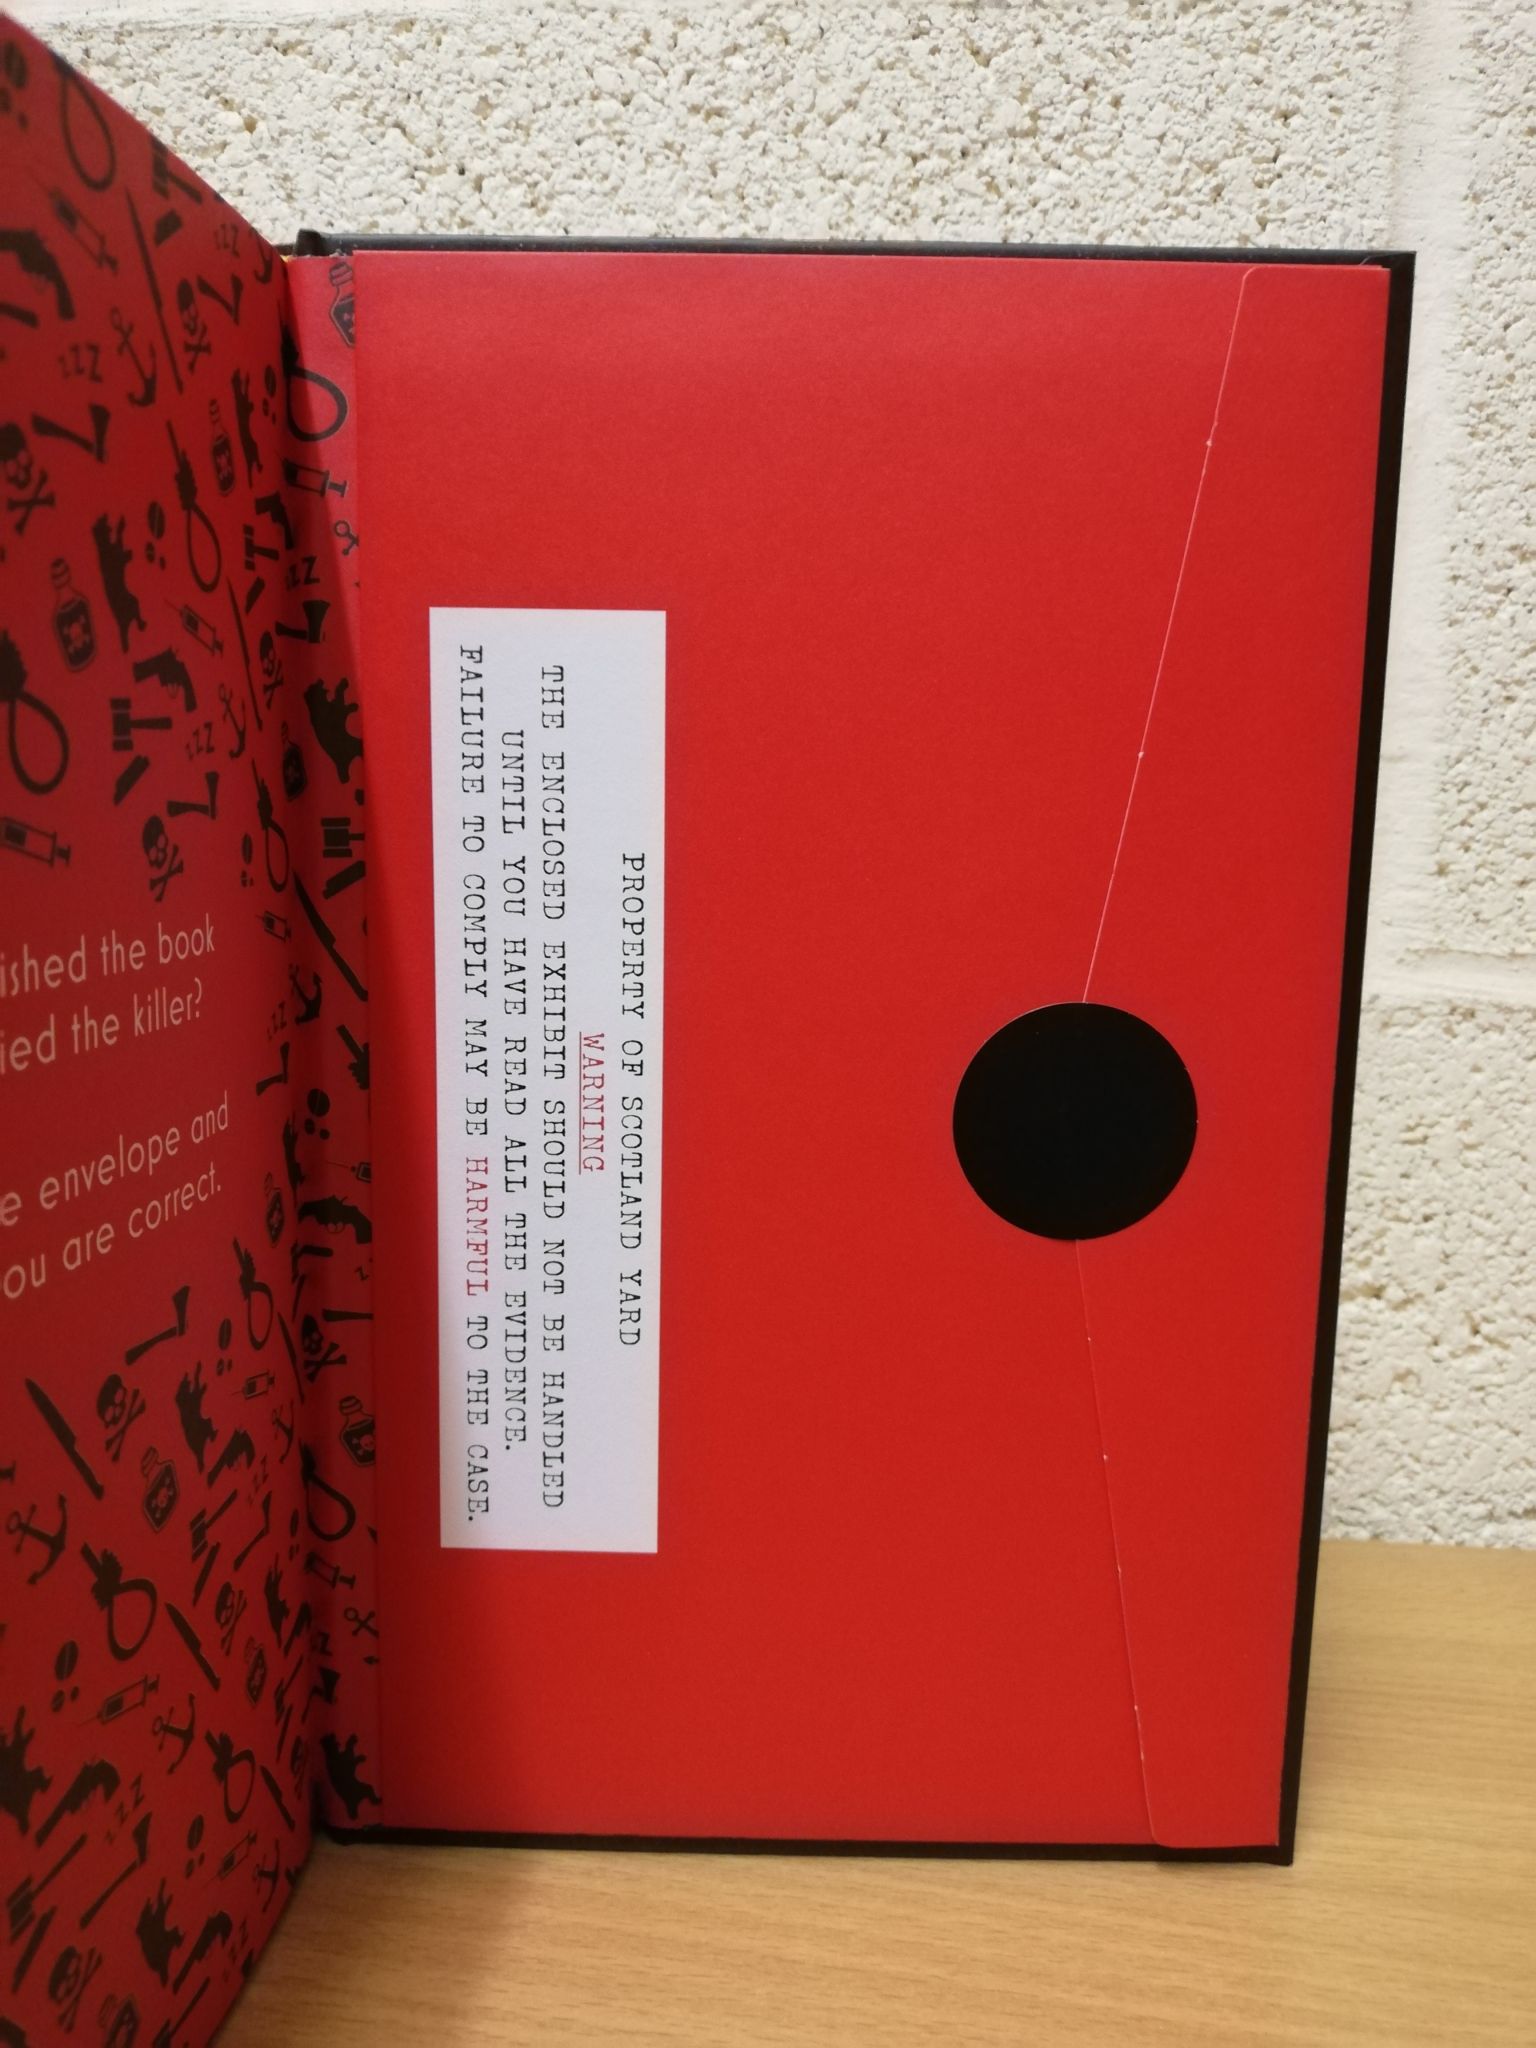 ished the book
ied the killer?
e envelope and
ou are correct.
PROPERTY OF SCOTLAND YARD
WARNING
THE ENCLOSED EXHIBIT SHOULD NOT BE HANDLED
UNTIL YOU HAVE READ ALL THE EVIDENCE.
FAILURE TO COMPLY MAY BE HARMFUL TO THE CASE.